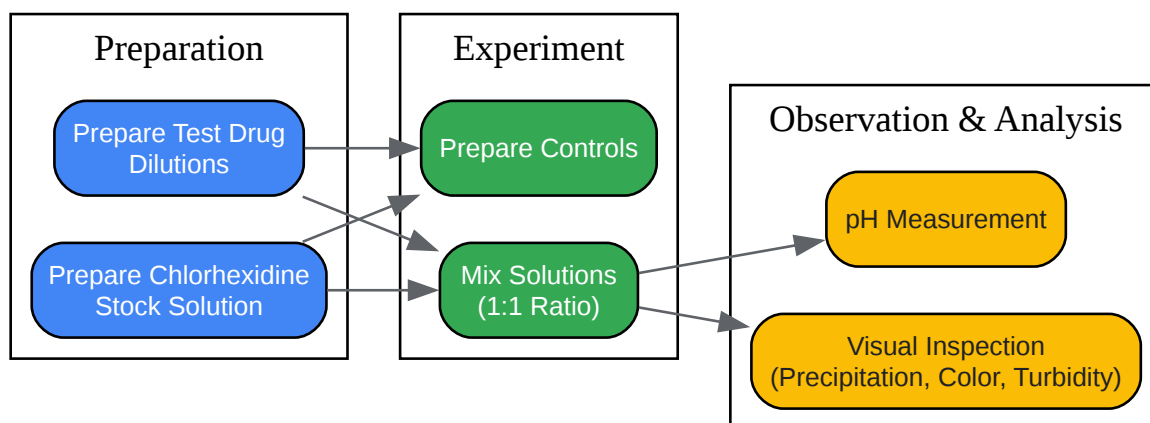 Preparation
Prepare Test Drug
Dilutions
Prepare Chlorhexidine
Stock Solution
Experiment
Prepare Controls
Mix Solutions
(1:1 Ratio)
Observation & Analysis
pH Measurement
Visual Inspection
(Precipitation, Color, Turbidity)